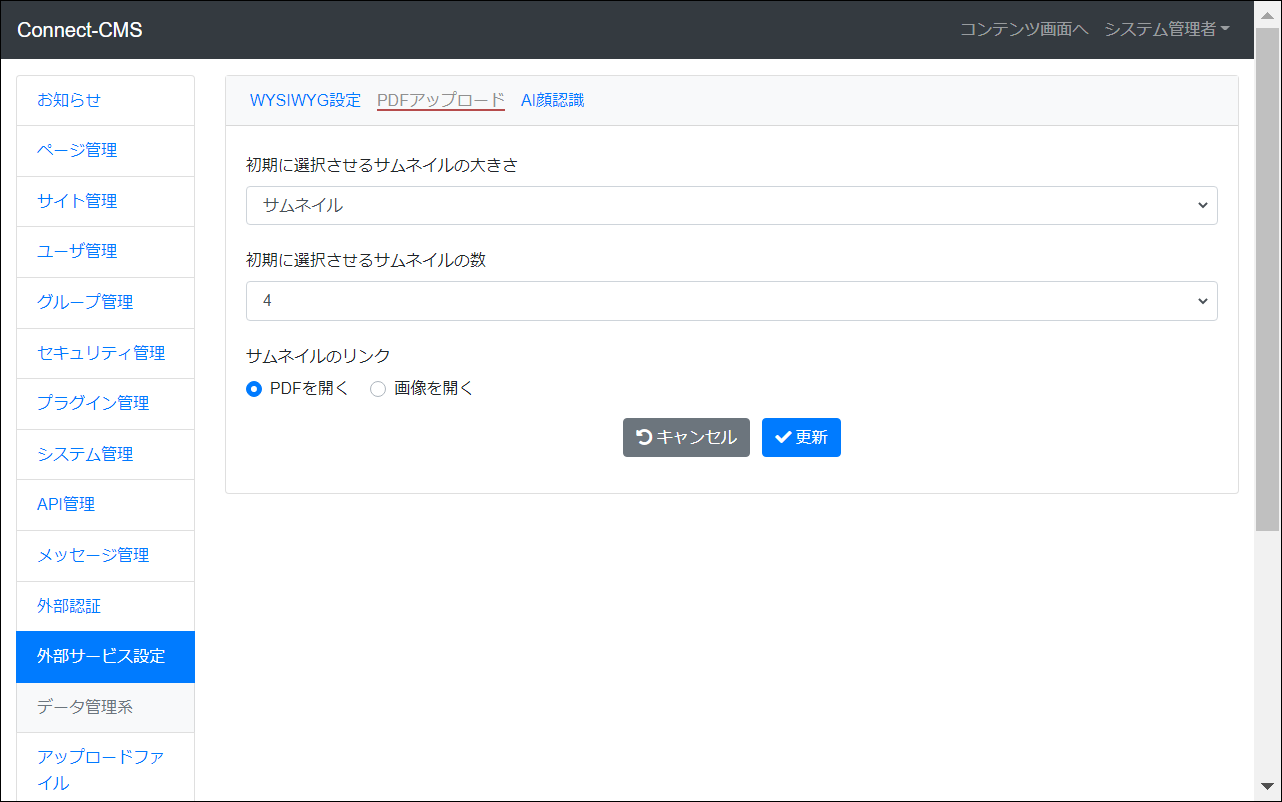 Connect-CMS
コンテンツ画面へ システム管理者
お知らせ
ページ管理
サイト管理
ユーザ管理
グループ管理
セキュリティ管理
プラグイン管理
システム管理
API管理
メッセージ管理
外部認証
外部サービス設定
データ管理系
アップロードファ
イル
WYSIWYG設定 PDFアップロード AI顔認識
初期に選択させるサムネイルの大きさ
サムネイル
初期に選択させるサムネイルの数
4
サムネイルのリンク
PDFを開く 画像を開く
キャンセル 更新